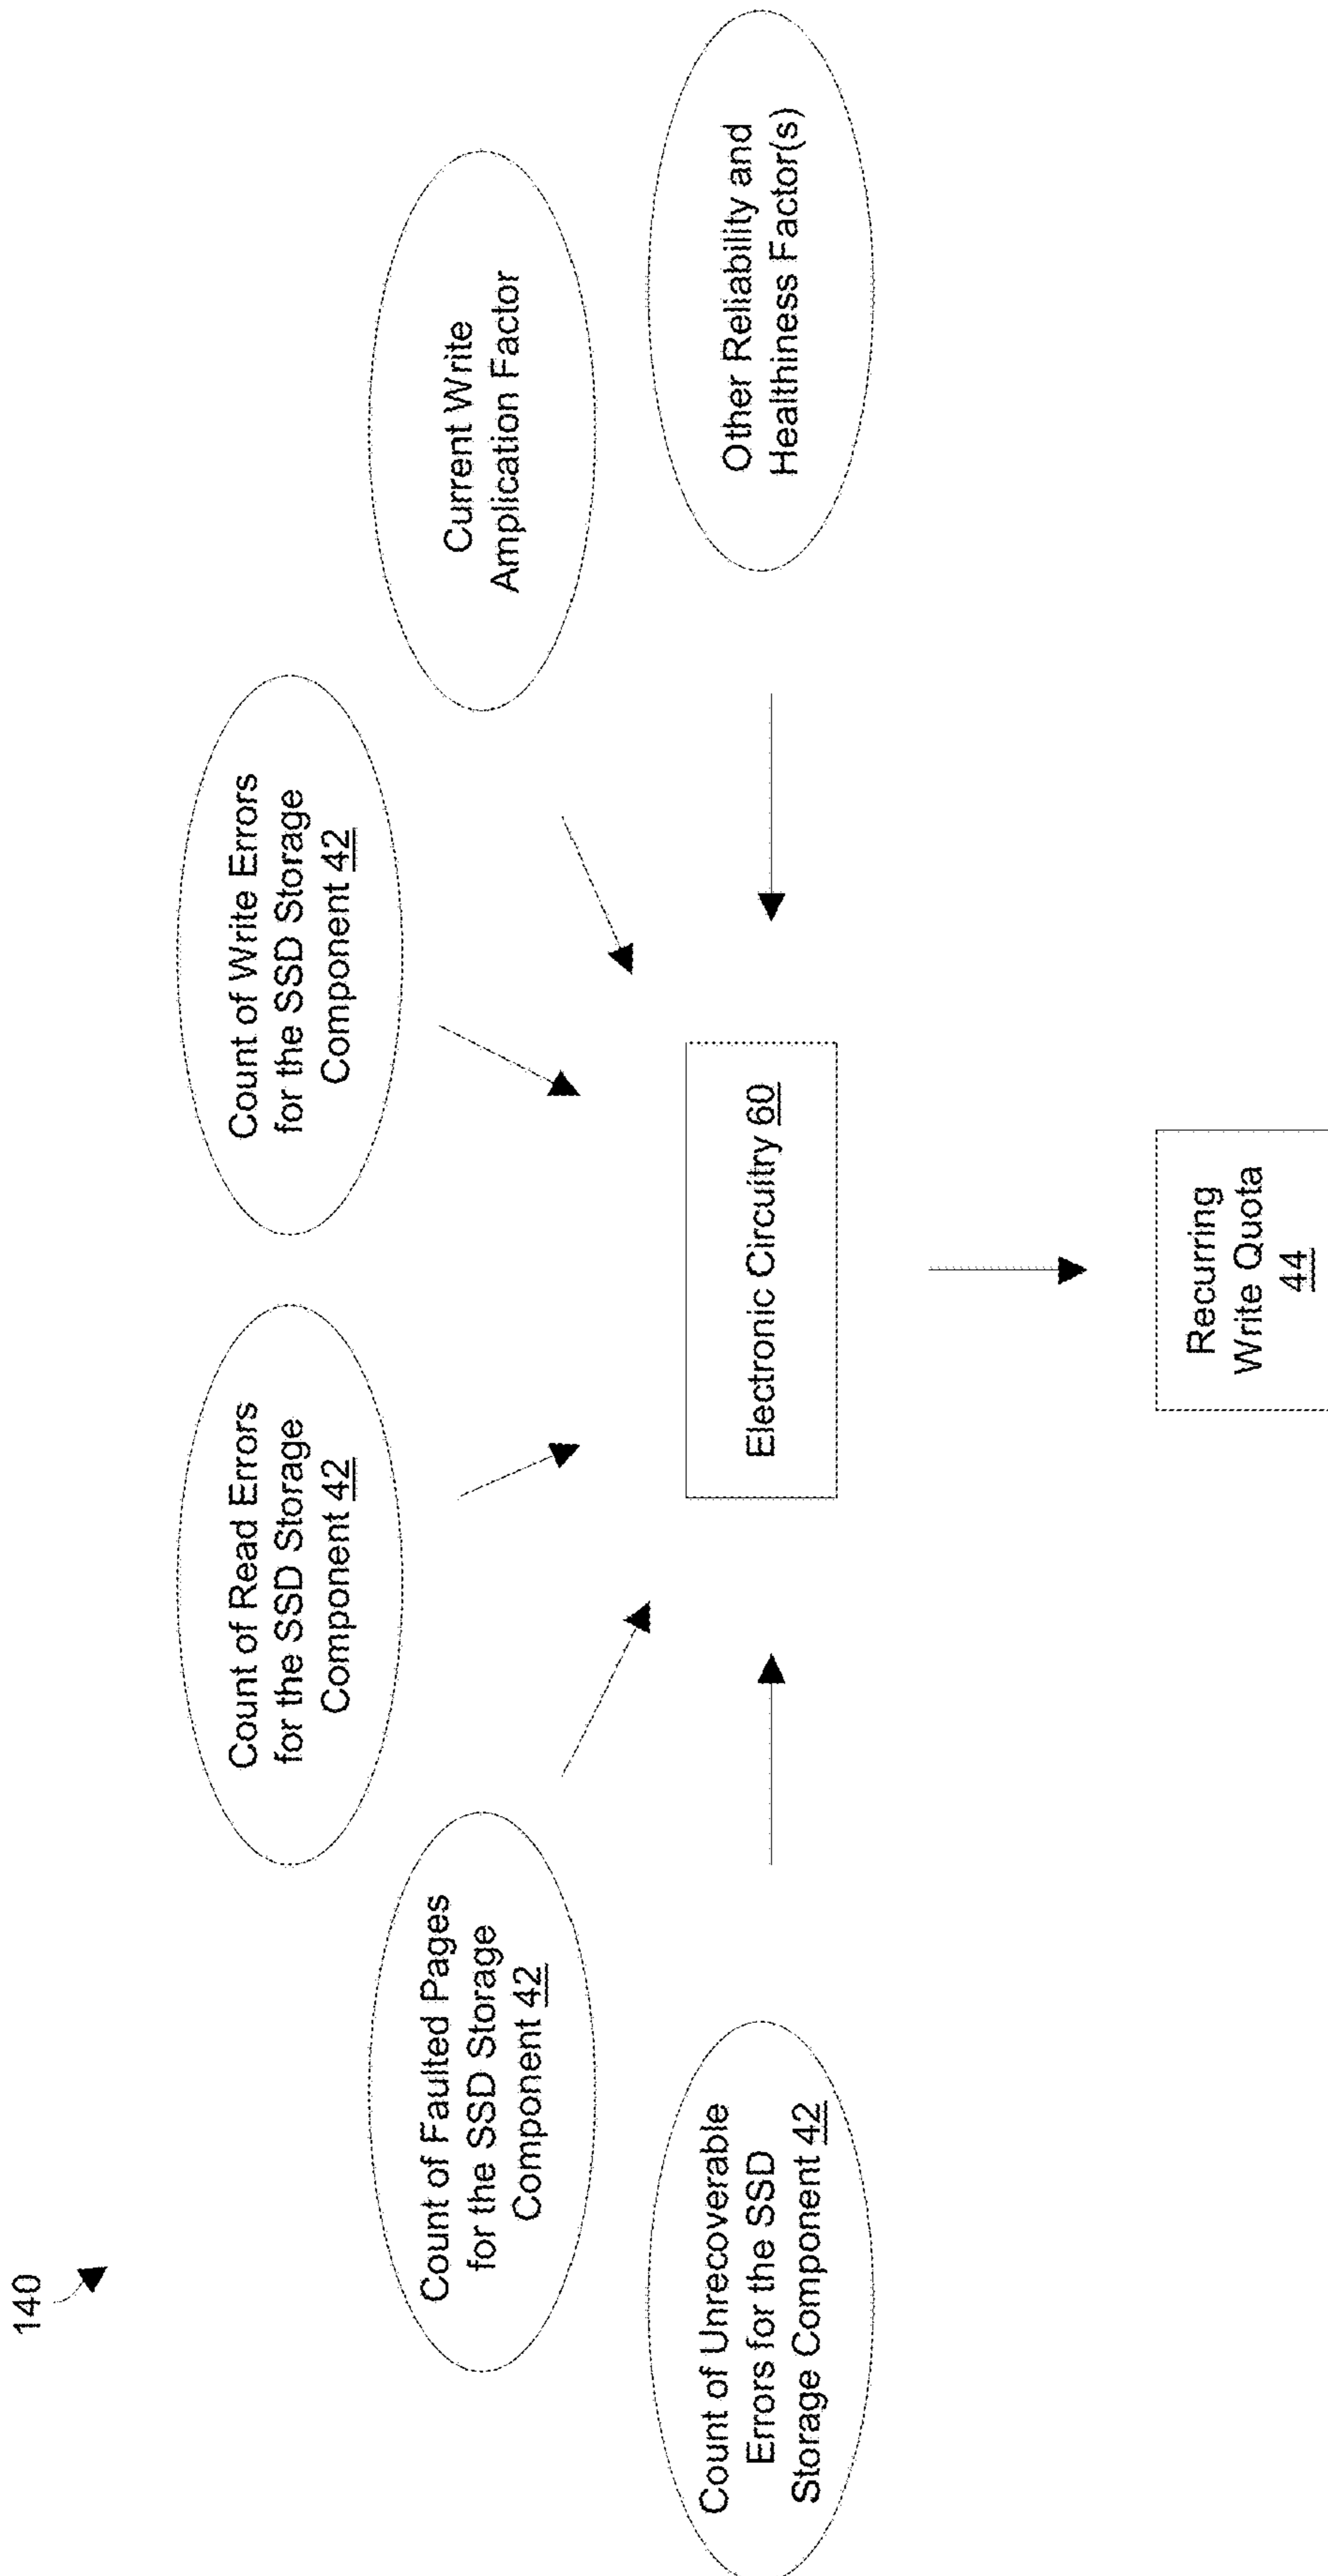 140
Count of Unrecoverable
Errors for the SSD
Storage Component 42
Count of Faulted Pages
for the SSD Storage
Component 42
Count of Read Errors
for the SSD Storage
Component 42
Count of Write Errors
for the SSD Storage
Component 42
Current Write
Amplication Factor
Other Reliability and
Healthiness Factor(s)
Electronic Circuitry 60
Recurring
Write Quota
44